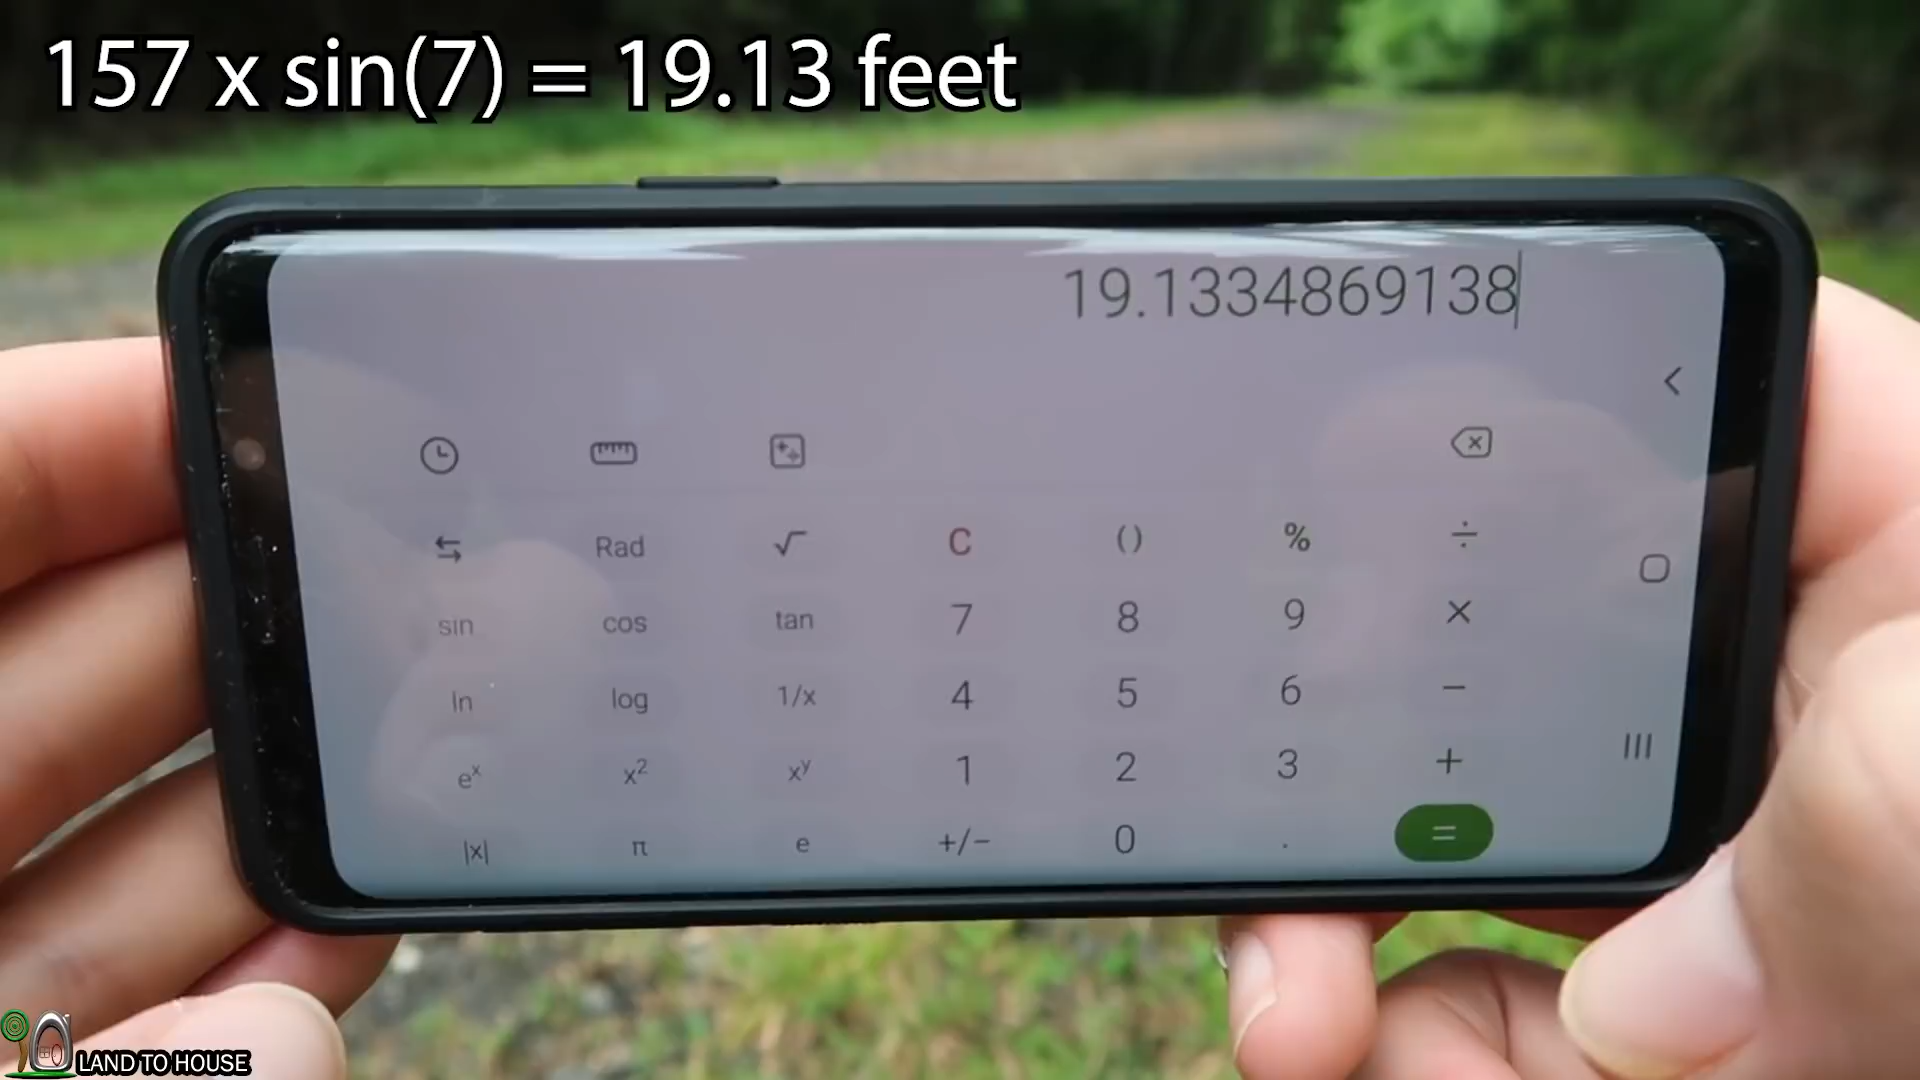 157 x sin(7) = 19.13 feet
19.1334869138
Rad √ C () % ÷
sin cos tan 7 8 9 ×
ln log 1/x 4 5 6 −
eˣ x² xʸ 1 2 3 +
|x| π e +/− 0 . =
LAND TO HOUSE